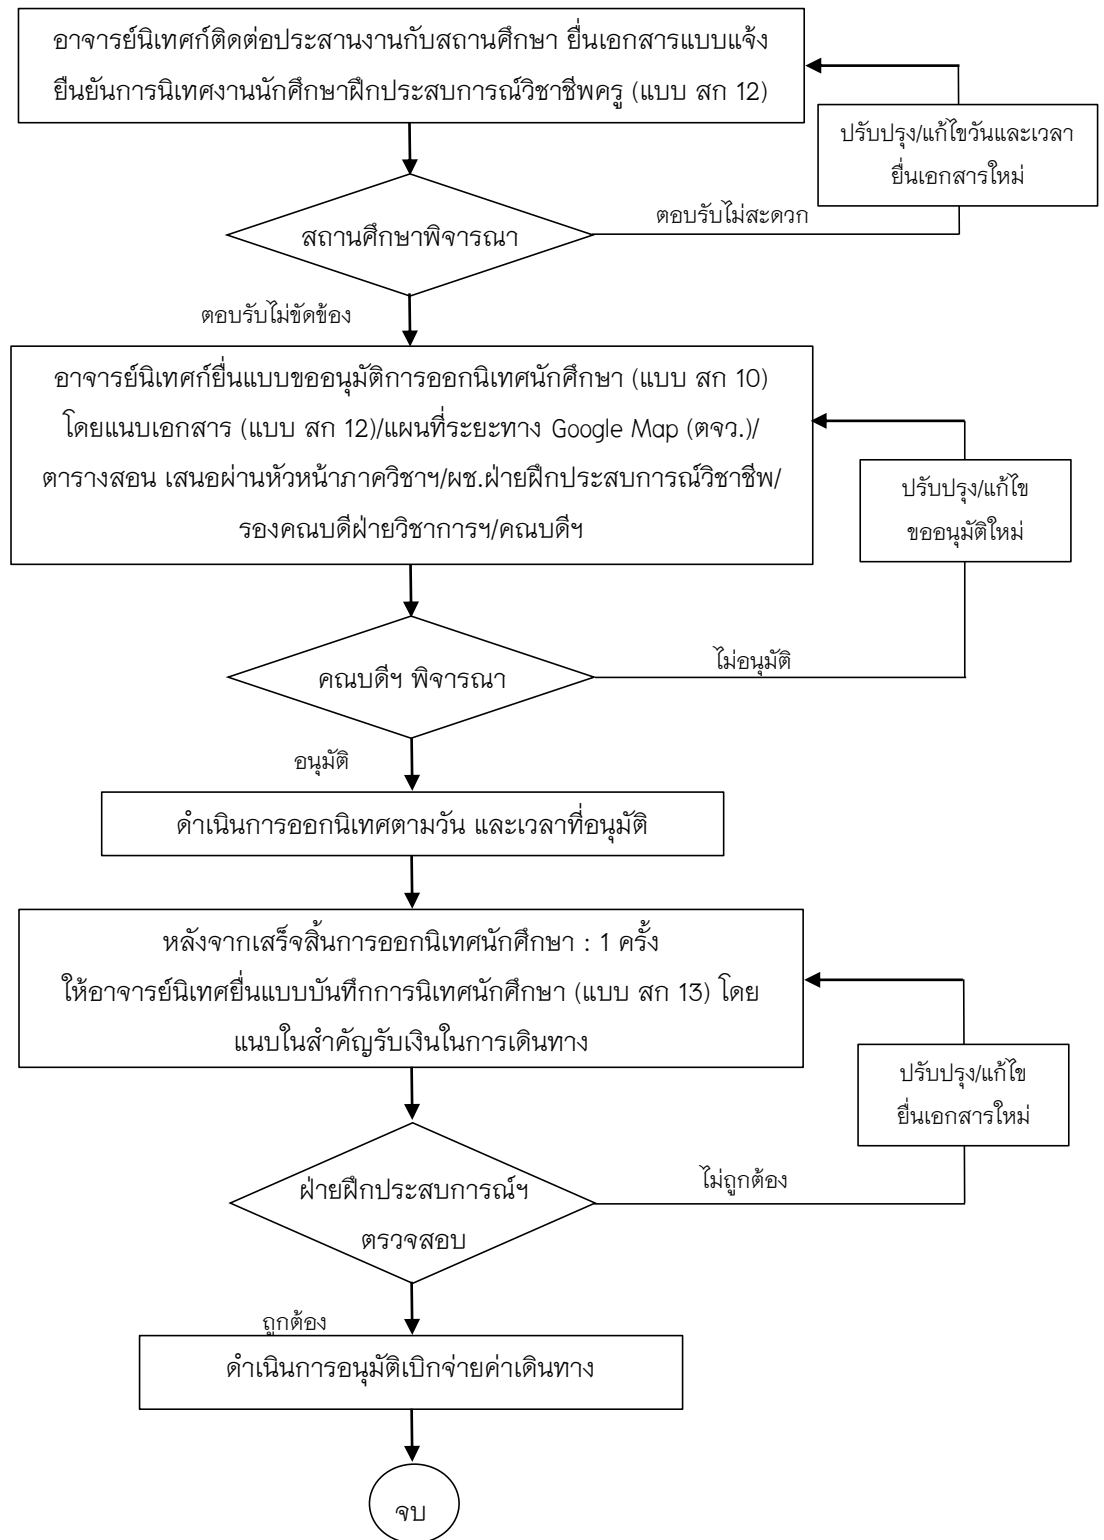 อาจารย์นิเทศก์ติดต่อประสานงานกับสถานศึกษา ยื่นเอกสารแบบแจ้ง
ยืนยันการนิเทศงานนักศึกษาฝึกประสบการณ์วิชาชีพครู (แบบ สก 12)
ปรับปรุง/แก้ไขวันและเวลา
ยื่นเอกสารใหม่
ตอบรับไม่สะดวก
สถานศึกษาพิจารณา
ตอบรับไม่ขัดข้อง
อาจารย์นิเทศก์ยื่นแบบขออนุมัติการออกนิเทศนักศึกษา (แบบ สก 10)
โดยแนบเอกสาร (แบบ สก 12)/แผนที่ระยะทาง Google Map (ตจว.)/
ตารางสอน เสนอผ่านหัวหน้าภาควิชาฯ/ผช.ฝ่ายฝึกประสบการณ์วิชาชีพ/
รองคณบดีฝ่ายวิชาการฯ/คณบดีฯ
ปรับปรุง/แก้ไข
ขออนุมัติใหม่
คณบดีฯ พิจารณา
ไม่อนุมัติ
อนุมัติ
ดำเนินการออกนิเทศตามวัน และเวลาที่อนุมัติ
หลังจากเสร็จสิ้นการออกนิเทศนักศึกษา : 1 ครั้ง
ให้อาจารย์นิเทศยื่นแบบบันทึกการนิเทศนักศึกษา (แบบ สก 13) โดย
แนบในสำคัญรับเงินในการเดินทาง
ปรับปรุง/แก้ไข
ยื่นเอกสารใหม่
ไม่ถูกต้อง
ฝ่ายฝึกประสบการณ์ฯ
ตรวจสอบ
ถูกต้อง
ดำเนินการอนุมัติเบิกจ่ายค่าเดินทาง
จบ